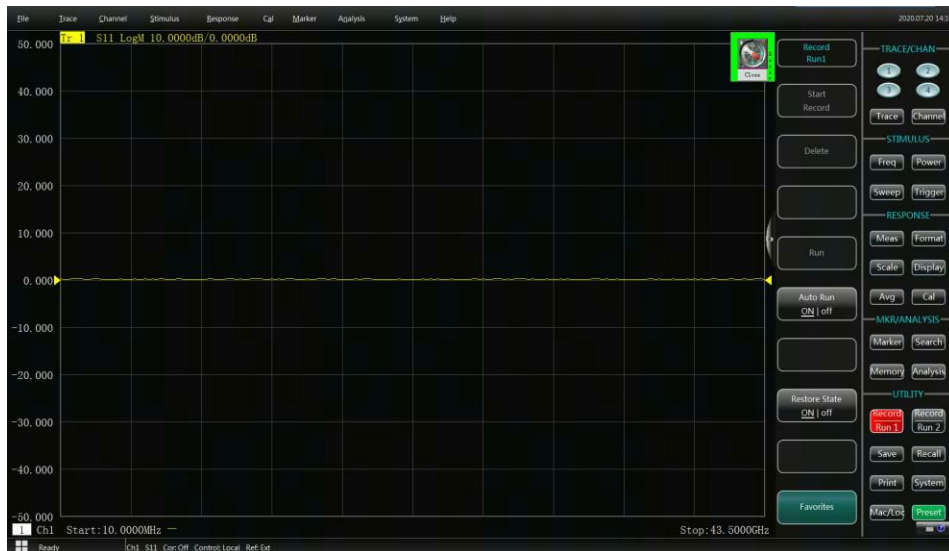 File Trace Channel Stimulus Response Cal Marker Analysis System Help 2020.07.20 14:
Tr 1 S11 LogM 10.0000dB/0.0000dB
50.000
40.000
30.000
20.000
10.000
0.000
-10.000
-20.000
-30.000
-40.000
-50.000
1 Ch1 Start:10.0000MHz — Stop:43.5000GHz
Ready Ch1 S11 Cor:Off Control:Local Ref:Ext
Record
Run1
Start
Record
Delete
Run
Auto Run
ON | off
Restore State
ON | off
Favorites
TRACE/CHAN
1 2
3 4
Trace Channel
STIMULUS
Freq Power
Sweep Trigger
RESPONSE
Meas Format
Scale Display
Avg Cal
MKR/ANALYSIS
Marker Search
Memory Analysis
UTILITY
Record Record
Run 1 Run 2
Save Recall
Print System
Mac/Loc Preset